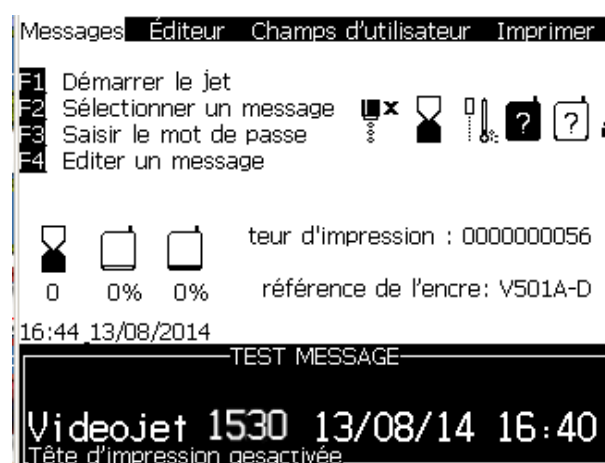 Messages Éditeur Champs d'utilisateur Imprimer
F1 Démarrer le jet
F2 Sélectionner un message
F3 Saisir le mot de passe
F4 Editer un message
x ? ?
teur d'impression : 0000000056
0 0% 0% référence de l'encre: V501A-D
16:44 13/08/2014
TEST MESSAGE
Videojet 1530 13/08/14 16:40
Tête d'impression gesactivée